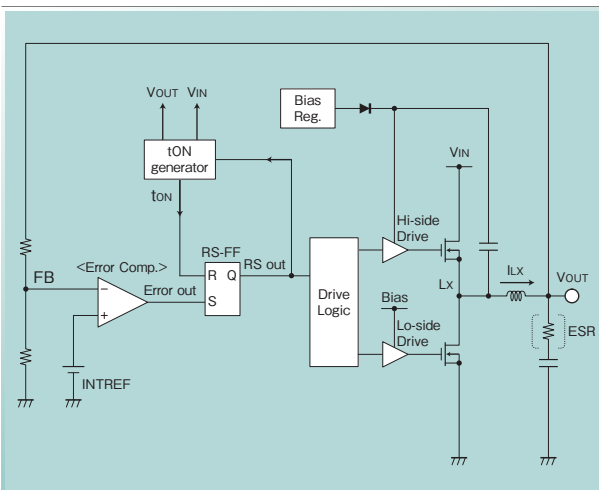 VOUT VIN
Bias
Reg.
tON
generator
tON
VIN
Hi-side
Drive
<Error Comp.>
RS-FF
FB
RS out
R Q
S
Error out
−
+
INTREF
Drive
Logic
Bias
Lo-side
Drive
LX
ILX
VOUT
ESR